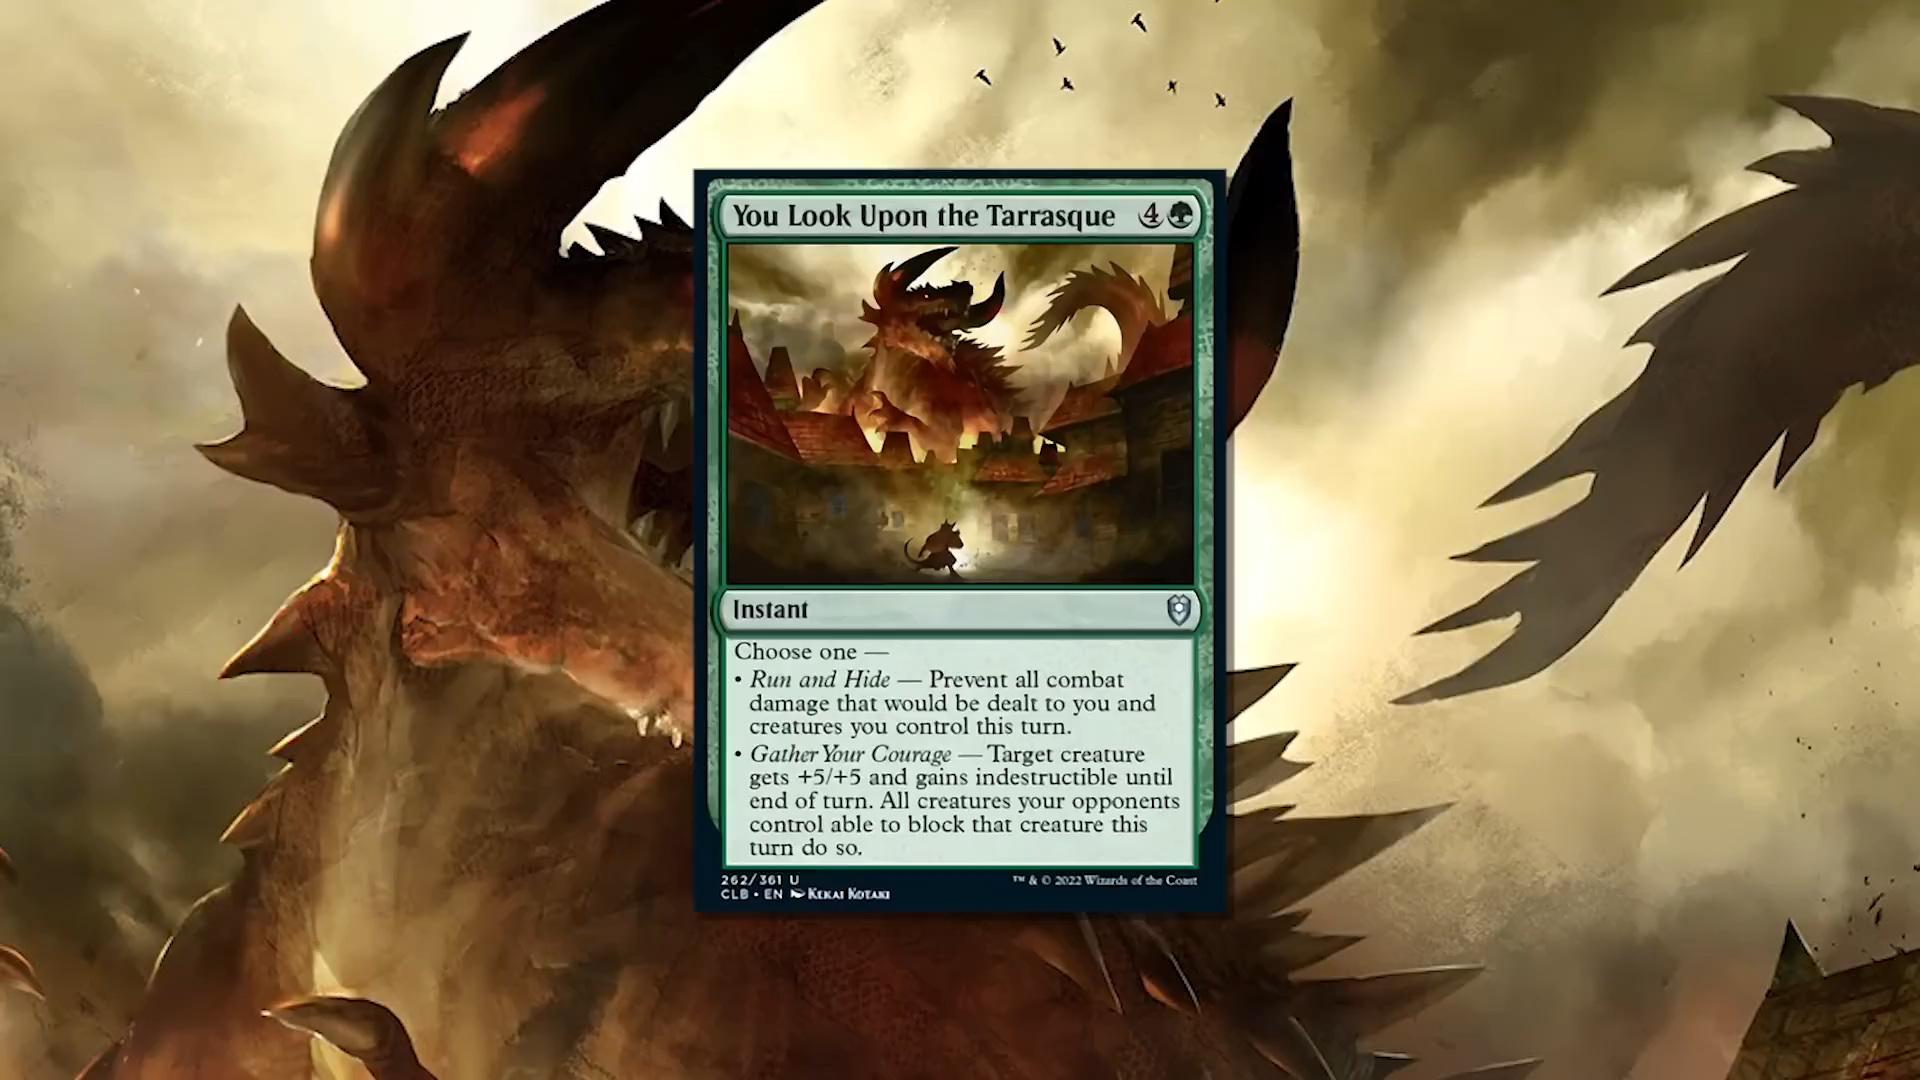 You Look Upon the Tarrasque 4
Instant
Choose one —
• Run and Hide — Prevent all combat
damage that would be dealt to you and
creatures you control this turn.
• Gather Your Courage — Target creature
gets +5/+5 and gains indestructible until
end of turn. All creatures your opponents
control able to block that creature this
turn do so.
262/361 U
™ & © 2022 Wizards of the Coast
CLB • EN Kekai Kotaki